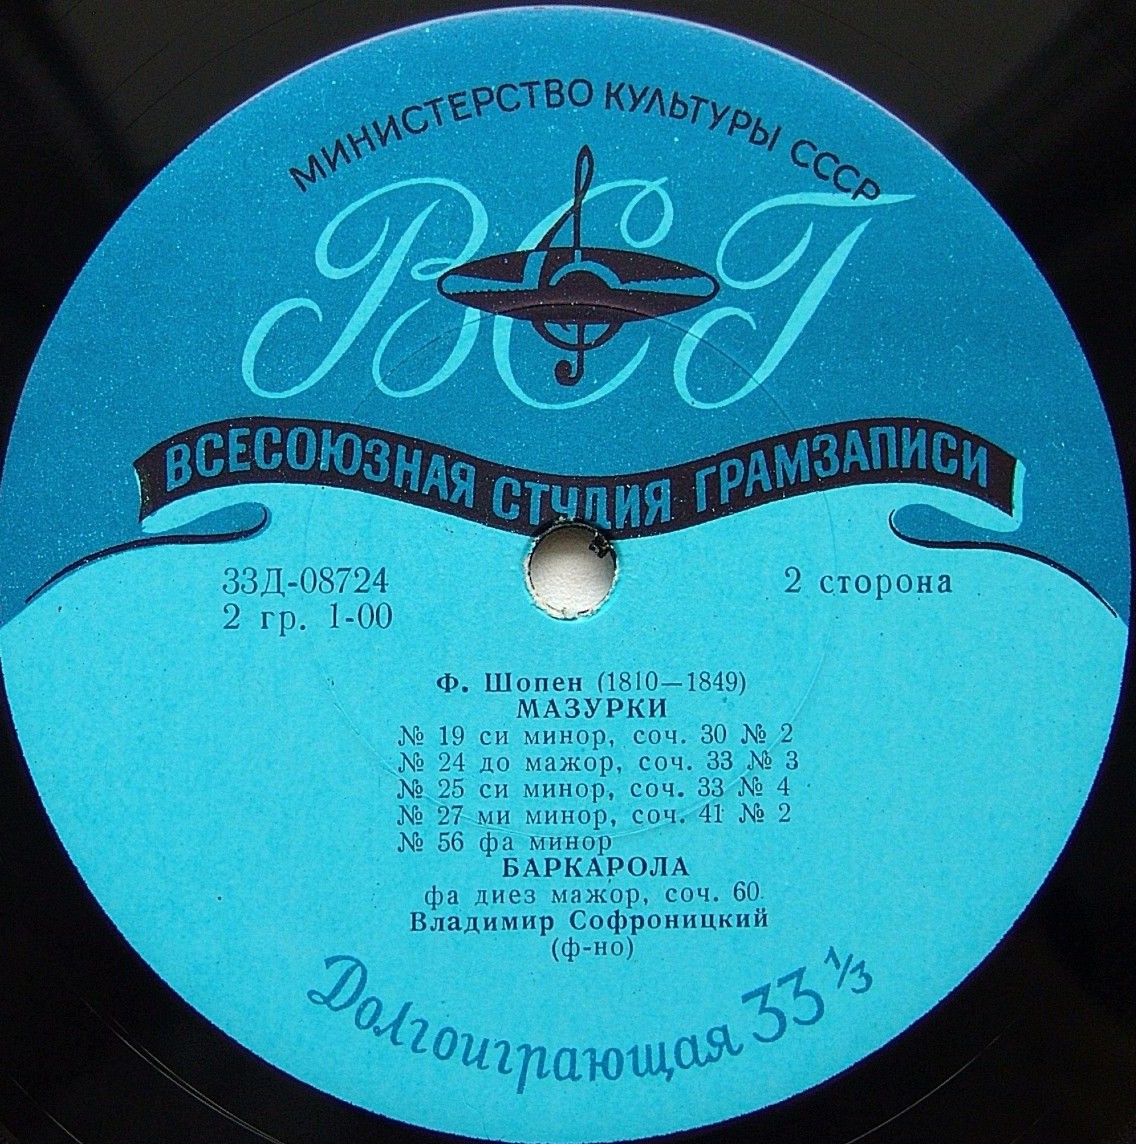 МИНИСТЕРСТВО КУЛЬТУРЫ СССР
ВСГ
ВСЕСОЮЗНАЯ СТУДИЯ ГРАМЗАПИСИ
33Д-08724
2 сторона
2 гр. 1-00
Ф. Шопен (1810—1849)
МАЗУРКИ
№ 19 си минор, соч. 30 № 2
№ 24 до мажор, соч. 33 № 3
№ 25 си минор, соч. 33 № 4
№ 27 ми минор, соч. 41 № 2
№ 56 фа минор
БАРКАРОЛА
фа диез мажор, соч. 60
Владимир Софроницкий
(ф-но)
Долгоиграющая 33 1/3